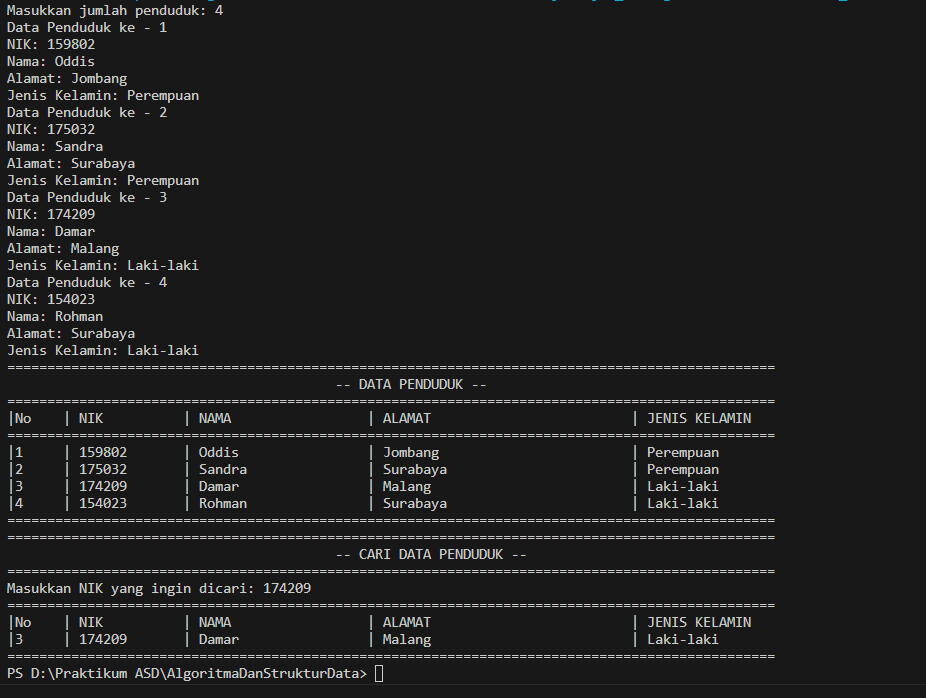 Masukkan jumlah penduduk: 4
Data Penduduk ke - 1
NIK: 159802
Nama: Oddis
Alamat: Jombang
Jenis Kelamin: Perempuan
Data Penduduk ke - 2
NIK: 175032
Nama: Sandra
Alamat: Surabaya
Jenis Kelamin: Perempuan
Data Penduduk ke - 3
NIK: 174209
Nama: Damar
Alamat: Malang
Jenis Kelamin: Laki-laki
Data Penduduk ke - 4
NIK: 154023
Nama: Rohman
Alamat: Surabaya
Jenis Kelamin: Laki-laki
================================================================================================
-- DATA PENDUDUK --
================================================================================================
|No | NIK | NAMA | ALAMAT | JENIS KELAMIN
================================================================================================
|1 | 159802 | Oddis | Jombang | Perempuan
|2 | 175032 | Sandra | Surabaya | Perempuan
|3 | 174209 | Damar | Malang | Laki-laki
|4 | 154023 | Rohman | Surabaya | Laki-laki
================================================================================================
================================================================================================
-- CARI DATA PENDUDUK --
================================================================================================
Masukkan NIK yang ingin dicari: 174209
================================================================================================
|No | NIK | NAMA | ALAMAT | JENIS KELAMIN
|3 | 174209 | Damar | Malang | Laki-laki
================================================================================================
PS D:\Praktikum ASD\AlgoritmaDanStrukturData>